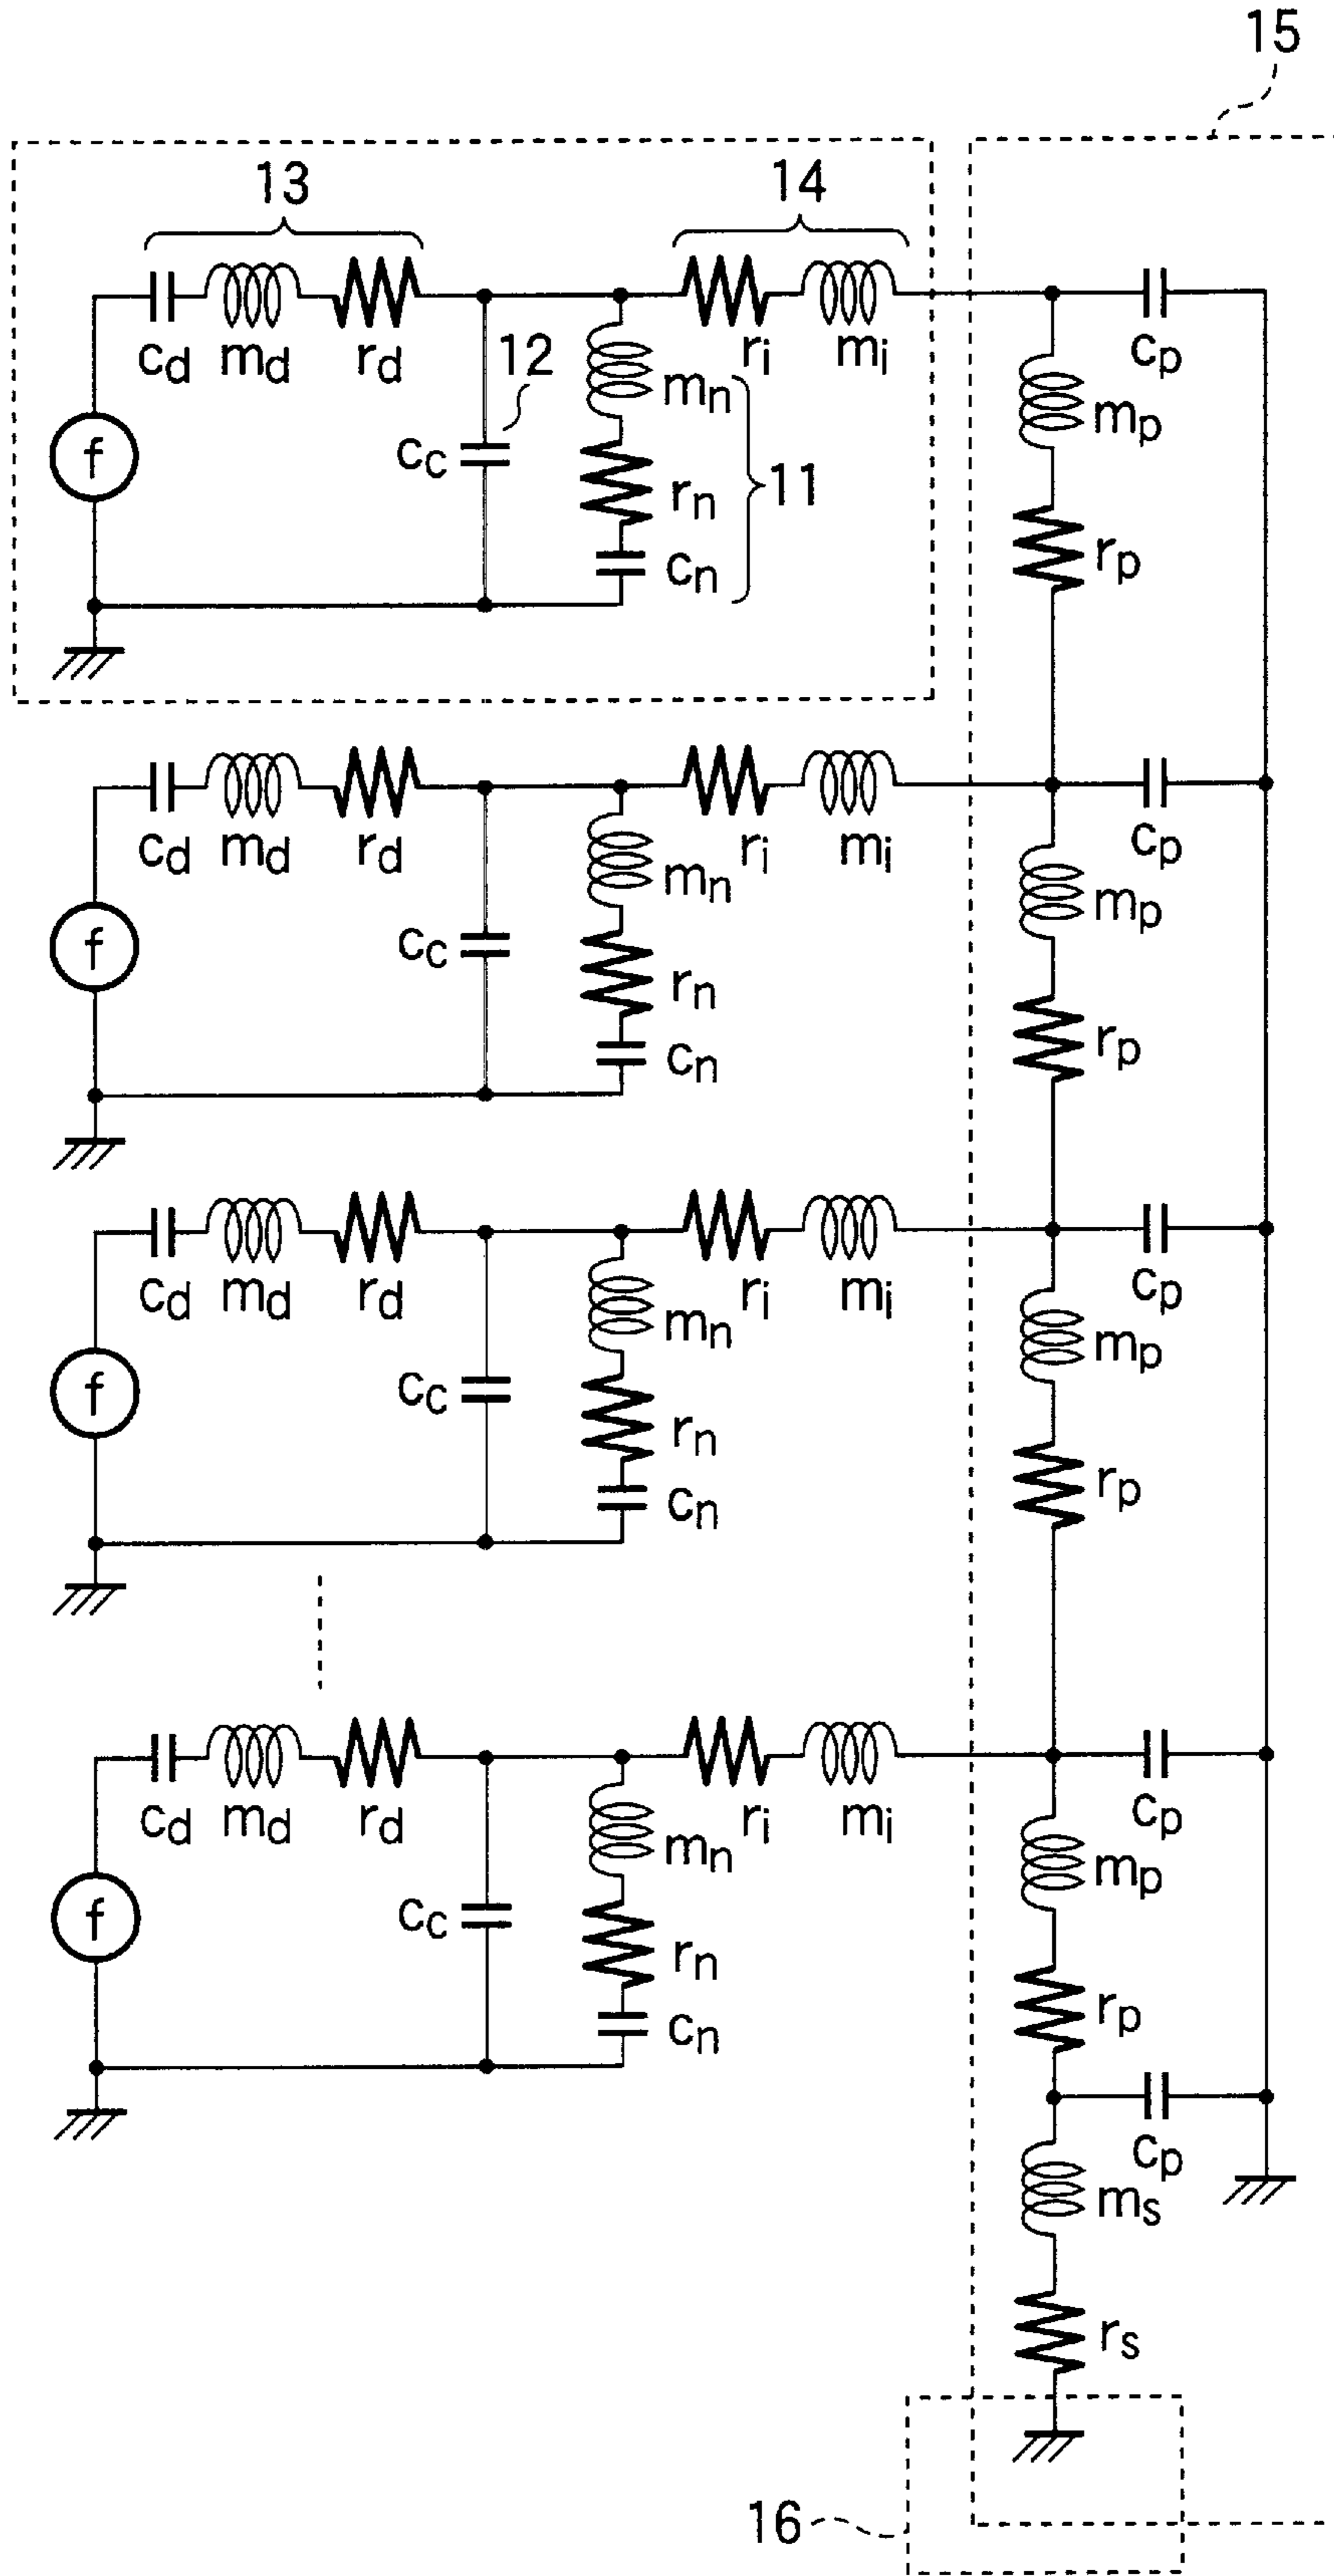 15
13 14
cd md rd 12 ri mi cp
mn mp
f cc rn 11
cn rp
cd md rd ri mi cp
mn mp
f cc rn
cn rp
cd md rd ri mi cp
mn mp
f cc rn
cn rp
cd md rd ri mi cp
mn mp
f cc rn
cn rp
cp
ms
rs
16